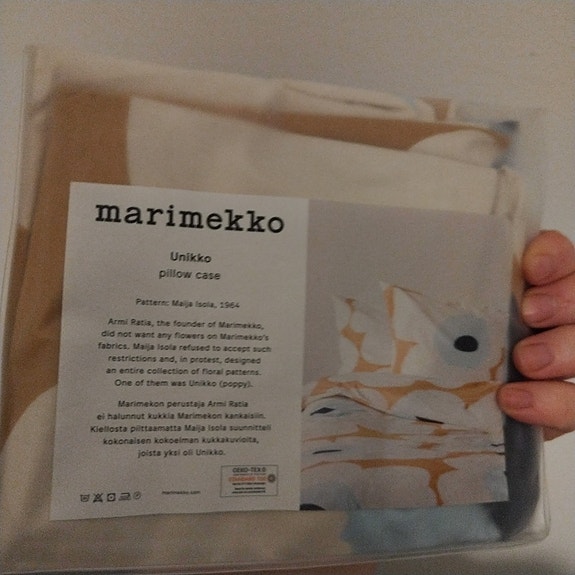 marimekko
Unikko
pillow case
Pattern: Maija Isola, 1964
Armi Ratia, the founder of Marimekko,
did not want any flowers on Marimekko's
fabrics. Maija Isola refused to accept such
restrictions and, in protest, designed
an entire collection of floral patterns.
One of them was Unikko (poppy).
Marimekon perustaja Armi Ratia
ei halunnut kukkia Marimekon kankaisiin.
Kiellosta piittaamatta Maija Isola suunnitteli
kokonaisen kokoelman kukkakuvioita,
joista yksi oli Unikko.
marimekko.com
OEKO-TEX®
STANDARD 100